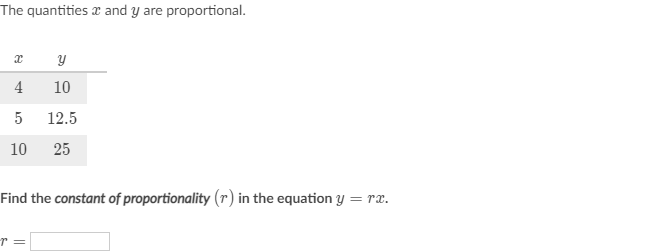 The quantities x and y are proportional.
x y
4 10
5 12.5
10 25
Find the constant of proportionality (r) in the equation y = rx.
r =